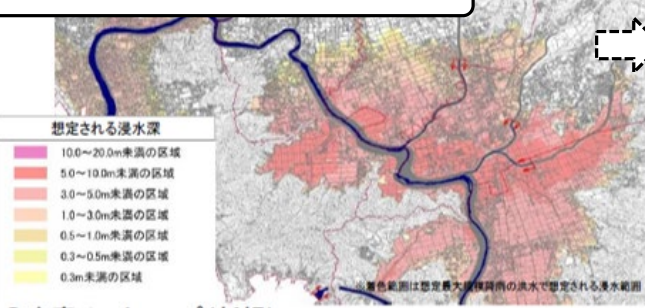 想定される浸水深
10.0～20.0m未満の区域
5.0～10.0m未満の区域
3.0～5.0m未満の区域
1.0～3.0m未満の区域
0.5～1.0m未満の区域
0.3～0.5m未満の区域
0.3m未満の区域
※着色範囲は想定最大規模降雨の洪水で想定される浸水範囲